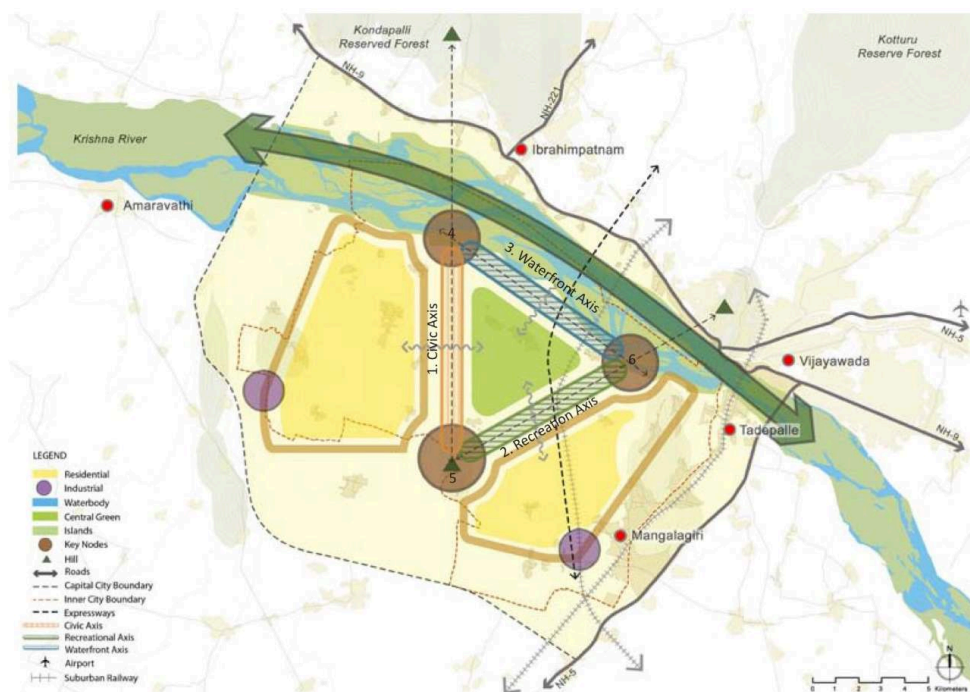 Kondapalli
Reserved Forest
Kotturu
Reserve Forest
NH-9
NH-221
Krishna River
Ibrahimpatnam
Amaravathi
4
3. Waterfront Axis
1. Civic Axis
6
NH-5
Vijayawada
2. Recreation Axis
Tadepalle
NH-9
5
Mangalagiri
NH-5
LEGEND
Residential
Industrial
Waterbody
Central Green
Islands
Key Nodes
Hill
Roads
Capital City Boundary
Inner City Boundary
Expressways
Civic Axis
Recreational Axis
Waterfront Axis
Airport
Suburban Railway
N
0 1 2 3 4 5 Kilometers